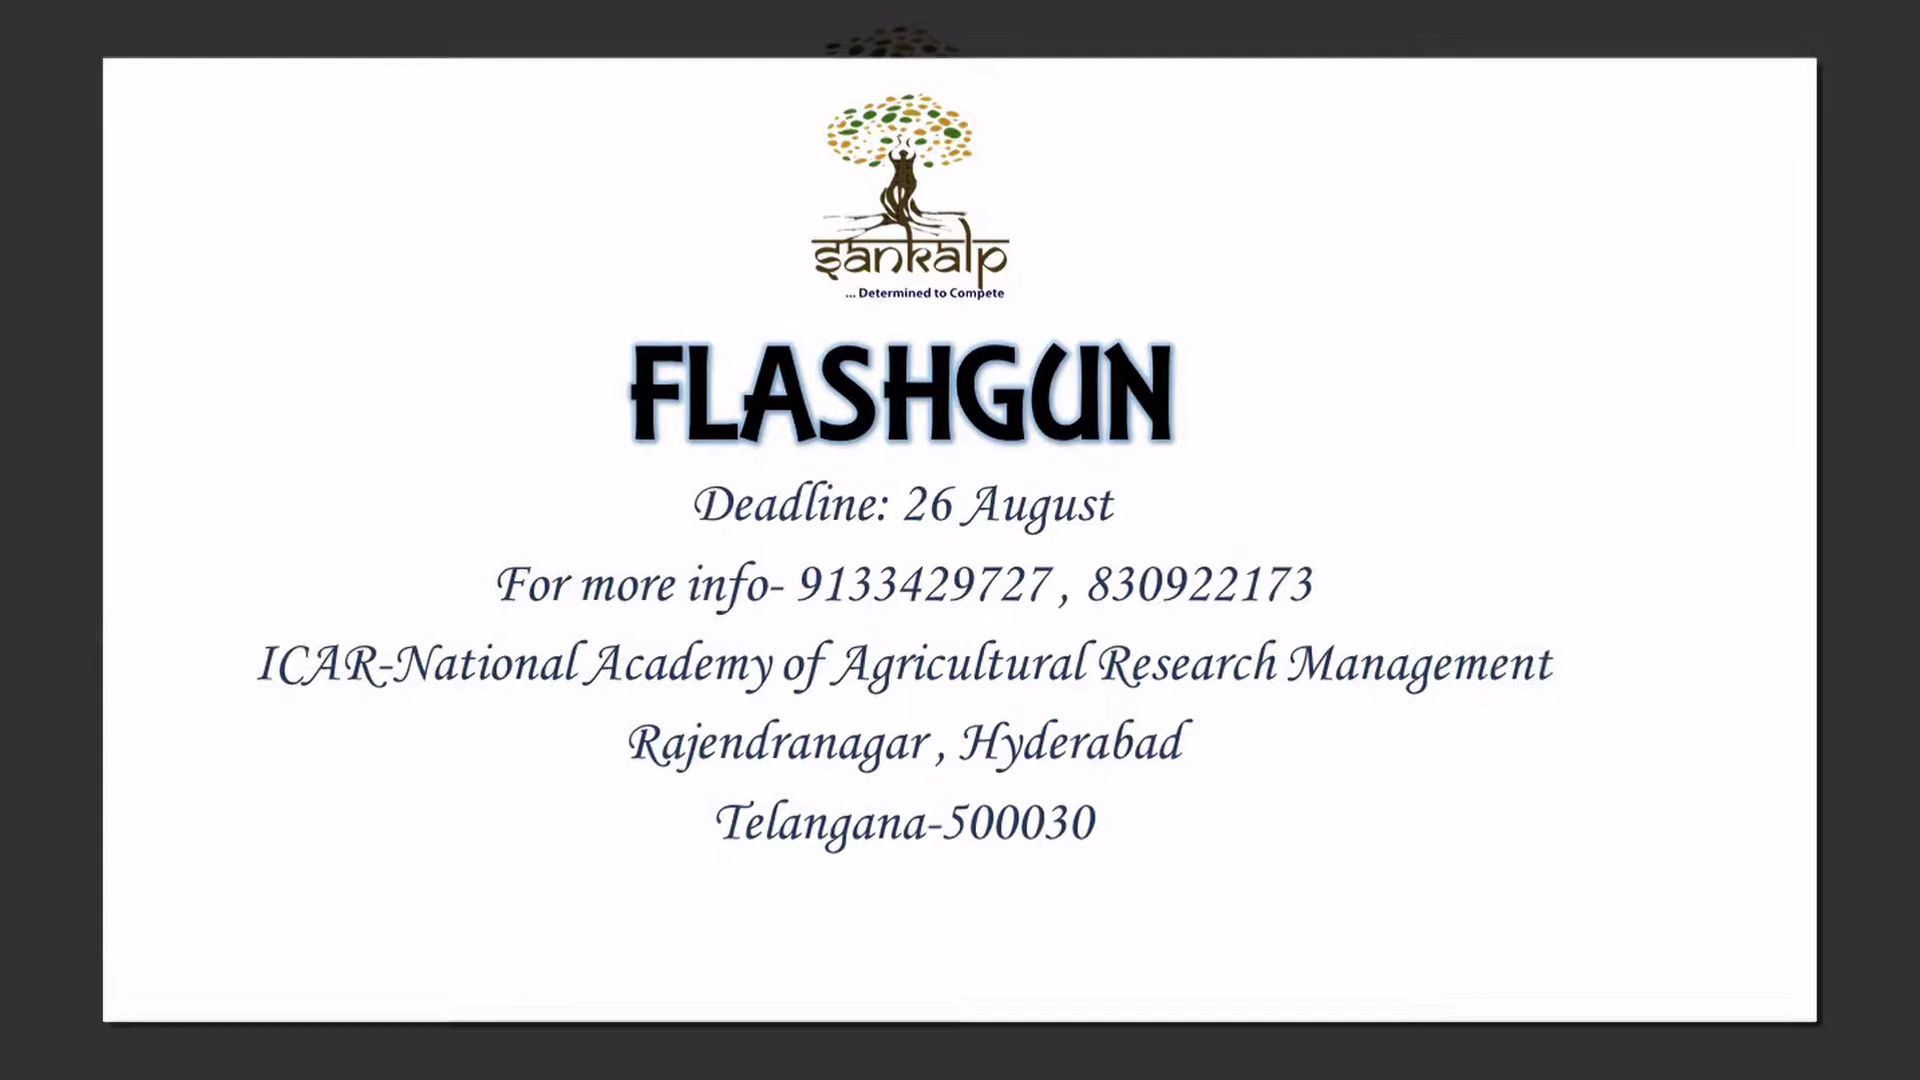 sankalp
... Determined to Compete
FLASHGUN
Deadline: 26 August
For more info- 9133429727 , 830922173
ICAR-National Academy of Agricultural Research Management
Rajendranagar , Hyderabad
Telangana-500030